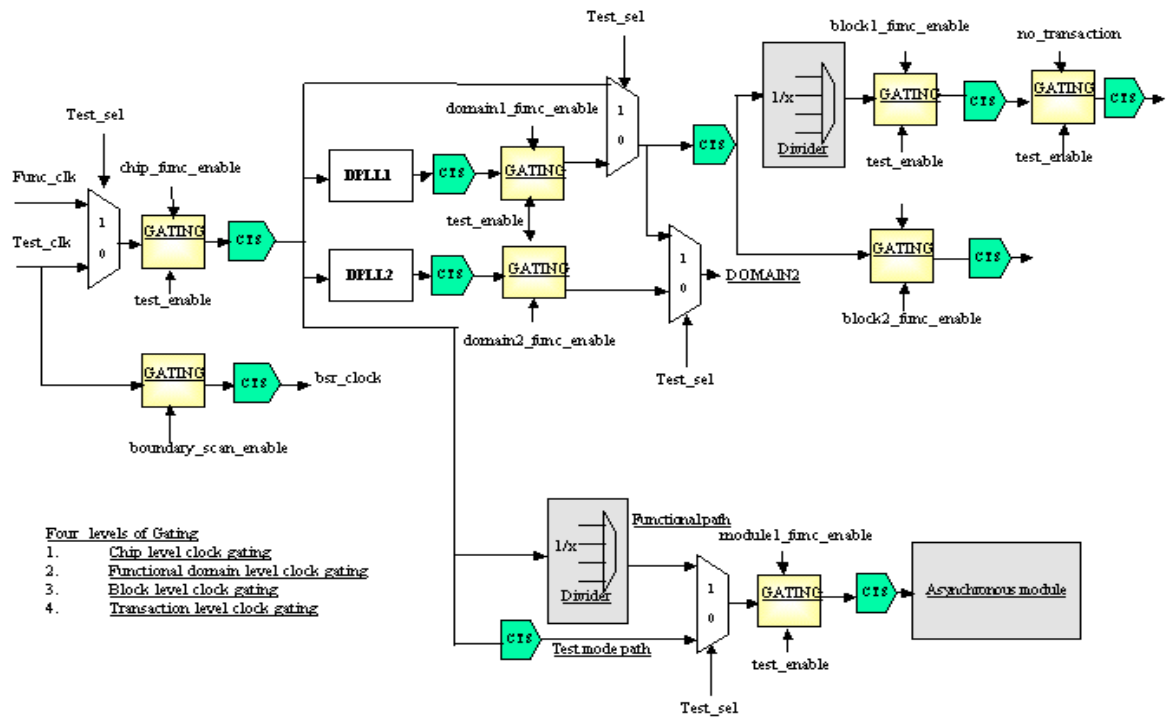 Test_sel
block1_func_enable
no_transaction
Test_sel
domain1_func_enable
1/x
GATING
CTS
GATING
CTS
chip_func_enable
1
0
Divider
Func_clk
DPLL1
CTS
GATING
CTS
test_enable
test_enable
1
0
GATING
CTS
test_enable
Test_clk
GATING
CTS
DPLL2
CTS
GATING
1
0
DOMAIN2
test_enable
domain2_func_enable
block2_func_enable
Test_sel
GATING
CTS
bsr_clock
boundary_scan_enable
Four levels of Gating
1. Chip level clock gating
2. Functional domain level clock gating
3. Block level clock gating
4. Transaction level clock gating
Functional path
module1_func_enable
1/x
Divider
1
0
GATING
CTS
Asynchronous module
CTS
Test mode path
test_enable
Test_sel